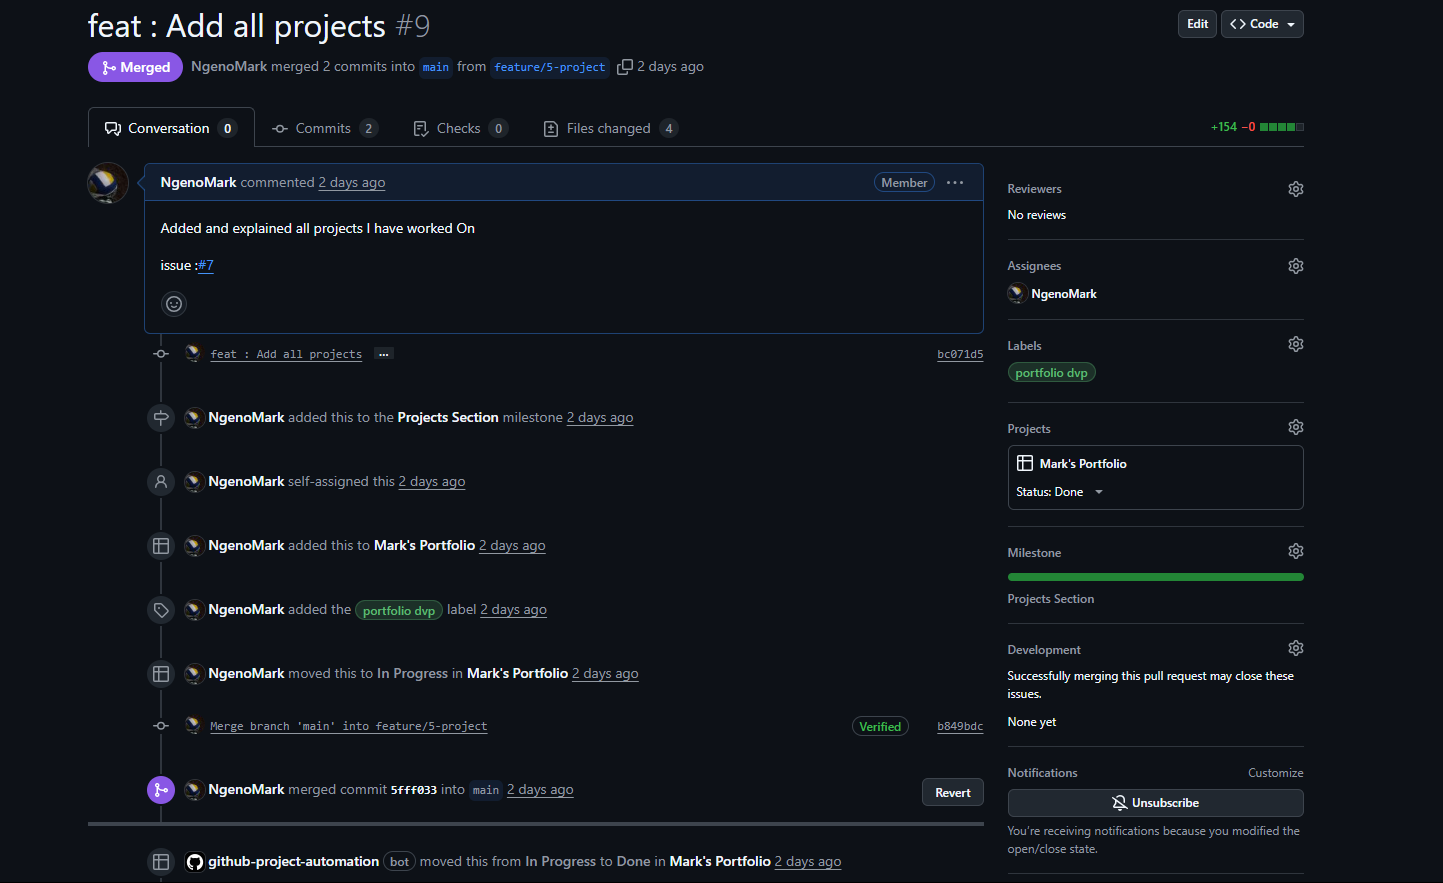 feat : Add all projects #9
Edit
Code
Merged
NgenoMark merged 2 commits into main from feature/5-project 2 days ago
Conversation 0
Commits 2
Checks 0
Files changed 4
+154 −0
NgenoMark commented 2 days ago
Member
Added and explained all projects I have worked On
issue :#7
feat : Add all projects ...
bc071d5
NgenoMark added this to the Projects Section milestone 2 days ago
NgenoMark self-assigned this 2 days ago
NgenoMark added this to Mark's Portfolio 2 days ago
NgenoMark added the portfolio dvp label 2 days ago
NgenoMark moved this to In Progress in Mark's Portfolio 2 days ago
Merge branch 'main' into feature/5-project
Verified
b849bdc
NgenoMark merged commit 5fff033 into main 2 days ago
Revert
github-project-automation bot moved this from In Progress to Done in Mark's Portfolio 2 days ago
Reviewers
No reviews
Assignees
NgenoMark
Labels
portfolio dvp
Projects
Mark's Portfolio
Status: Done
Milestone
Projects Section
Development
Successfully merging this pull request may close these
issues.
None yet
Notifications
Customize
Unsubscribe
You're receiving notifications because you modified the
open/close state.